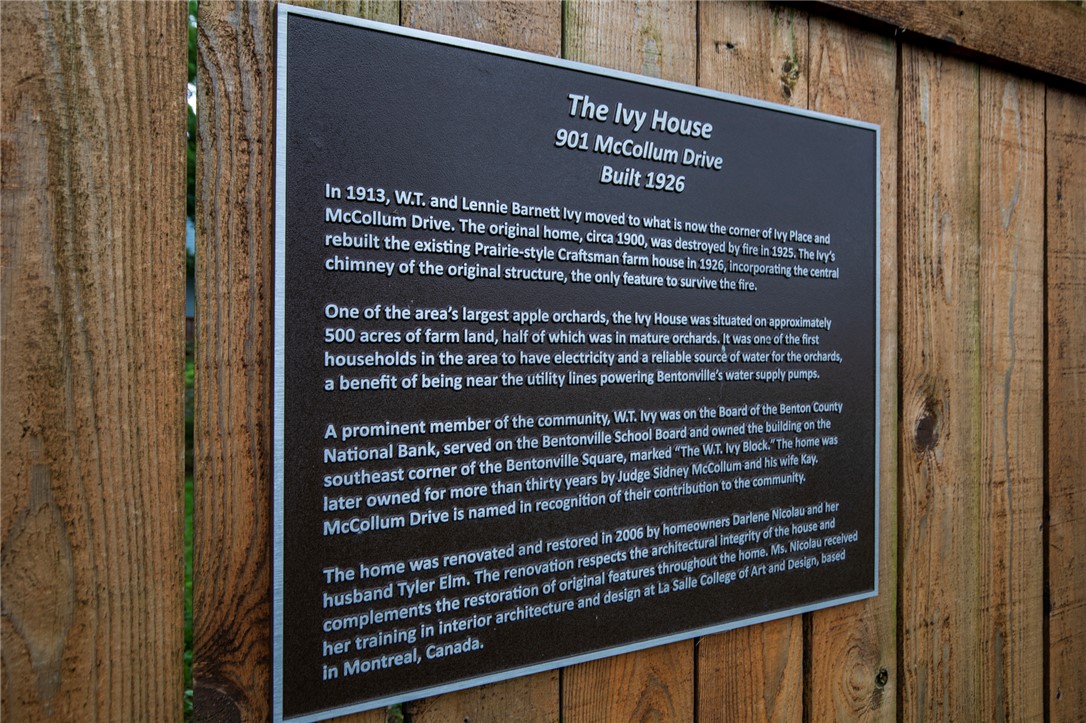 The Ivy House
901 McCollum Drive
Built 1926
In 1913, W.T. and Lennie Barnett Ivy moved to what is now the corner of Ivy Place and
McCollum Drive. The original home, circa 1900, was destroyed by fire in 1925. The Ivy's
rebuilt the existing Prairie-style Craftsman farm house in 1926, incorporating the central
chimney of the original structure, the only feature to survive the fire.
One of the area's largest apple orchards, the Ivy House was situated on approximately
500 acres of farm land, half of which was in mature orchards. It was one of the first
households in the area to have electricity and a reliable source of water for the orchards,
a benefit of being near the utility lines powering Bentonville's water supply pumps.
A prominent member of the community, W.T. Ivy was on the Board of the Benton County
National Bank, served on the Bentonville School Board and owned the building on the
southeast corner of the Bentonville Square, marked "The W.T. Ivy Block." The home was
later owned for more than thirty years by Judge Sidney McCollum and his wife Kay.
McCollum Drive is named in recognition of their contribution to the community.
The home was renovated and restored in 2006 by homeowners Darlene Nicolau and her
husband Tyler Elm. The renovation respects the architectural integrity of the house and
complements the restoration of original features throughout the home. Ms. Nicolau received
her training in interior architecture and design at La Salle College of Art and Design, based
in Montreal, Canada.